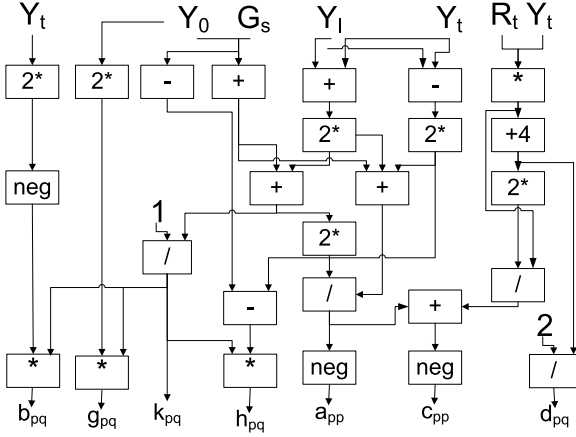 Yt Y0 Gs Yl Yt Rt Yt
2* 2* - + + - *
2* 2* +4
neg + + 2*
1 / 2* /
- / +
2
* * * neg neg /
bpq gpq kpq hpq app cpp dpq